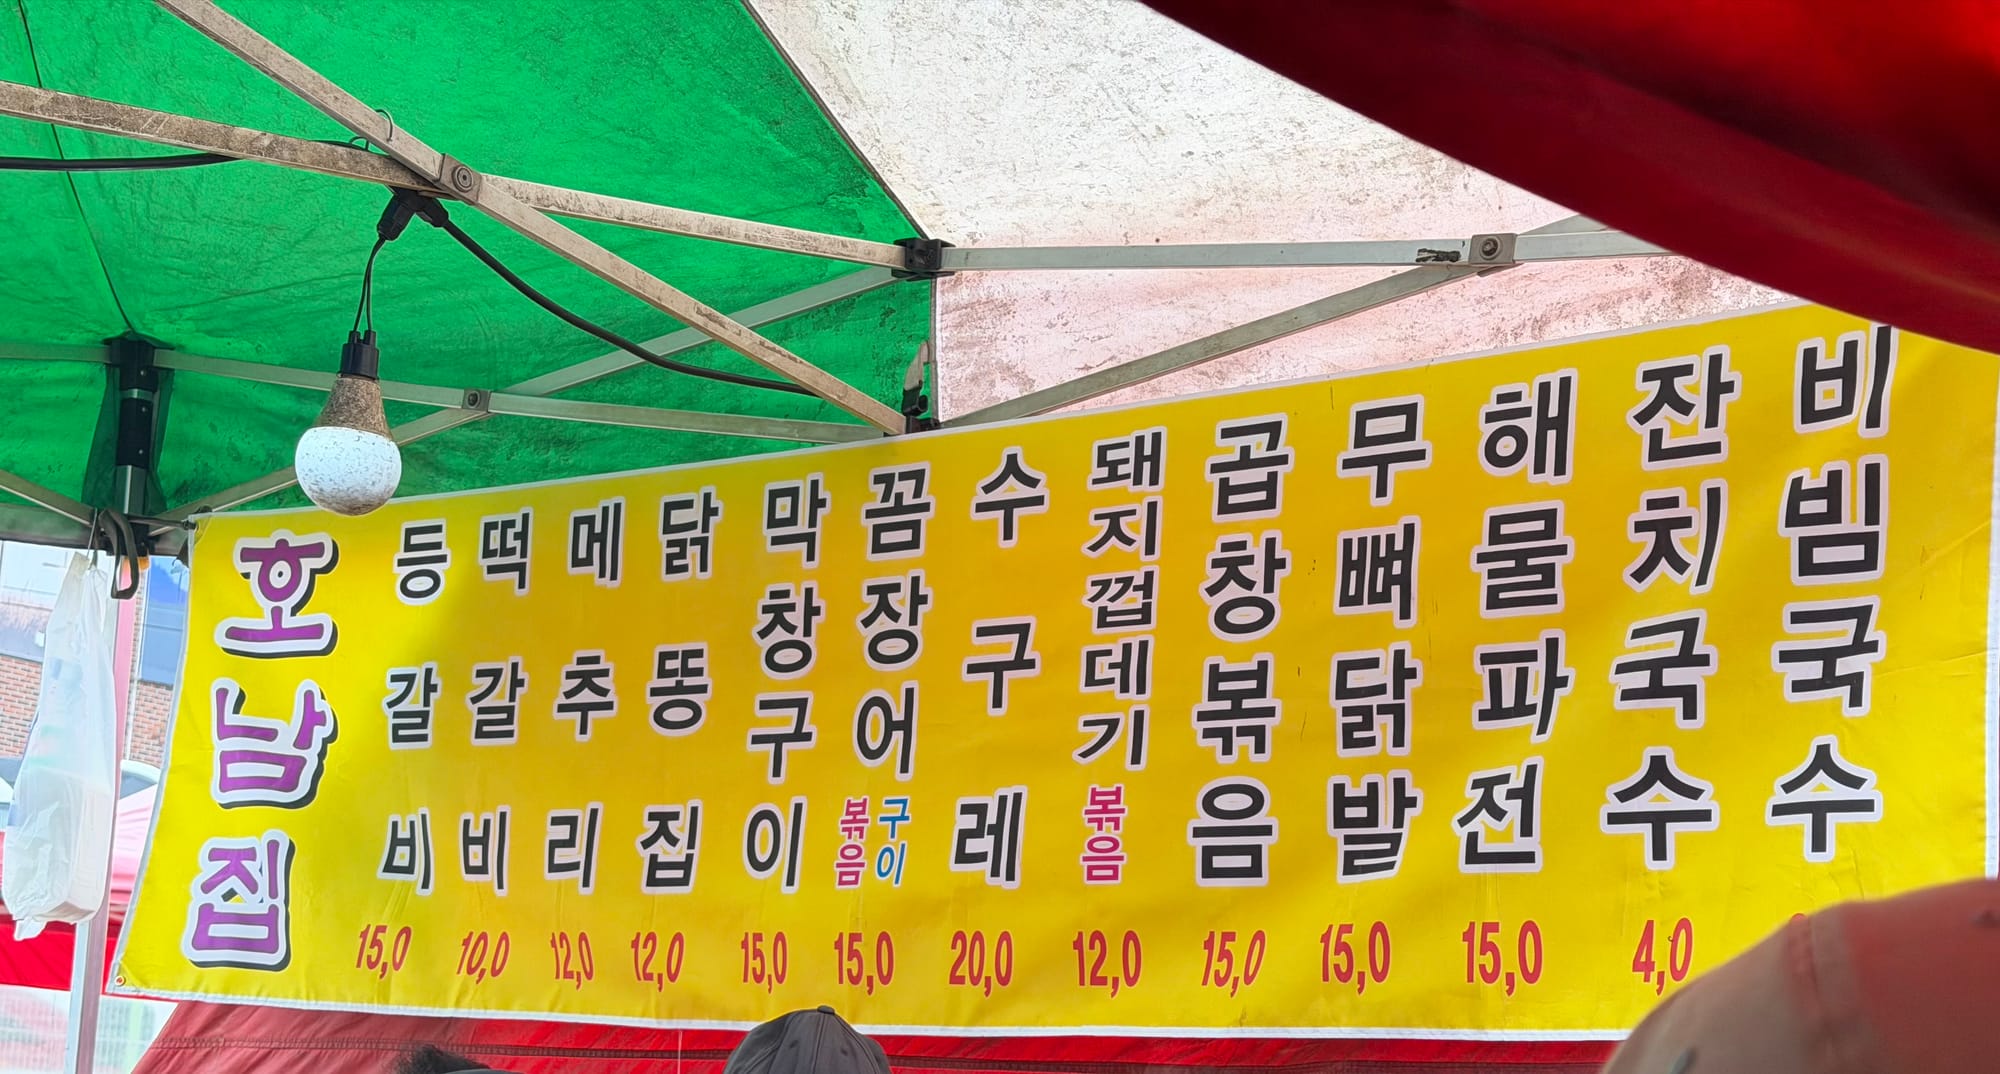 호남집
등갈비 15,0
떡갈비 10,0
메추리 12,0
닭똥집 12,0
막창구이 15,0
꼼장어 볶음 구이 15,0
수구레 20,0
돼지껍데기 볶음 12,0
곱창볶음 15,0
무뼈닭발 15,0
해물파전 15,0
잔치국수 4,0
비빔국수